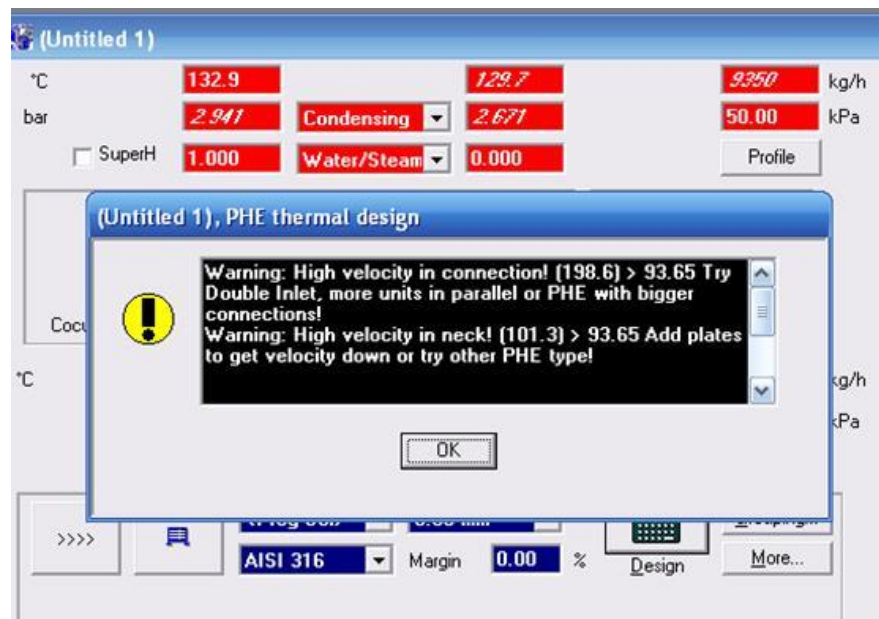 (Untitled 1)
°C 132.9 129.7 9350 kg/h
bar 2.941 Condensing 2.671 50.00 kPa
SuperH 1.000 Water/Steam 0.000 Profile
(Untitled 1), PHE thermal design
Warning: High velocity in connection! (198.6) > 93.65 Try
Double Inlet, more units in parallel or PHE with bigger
connections!
Warning: High velocity in neck! (101.3) > 93.65 Add plates
to get velocity down or try other PHE type!
°C kg/h
kPa
OK
>>>>
AISI 316 Margin 0.00 % Design More...